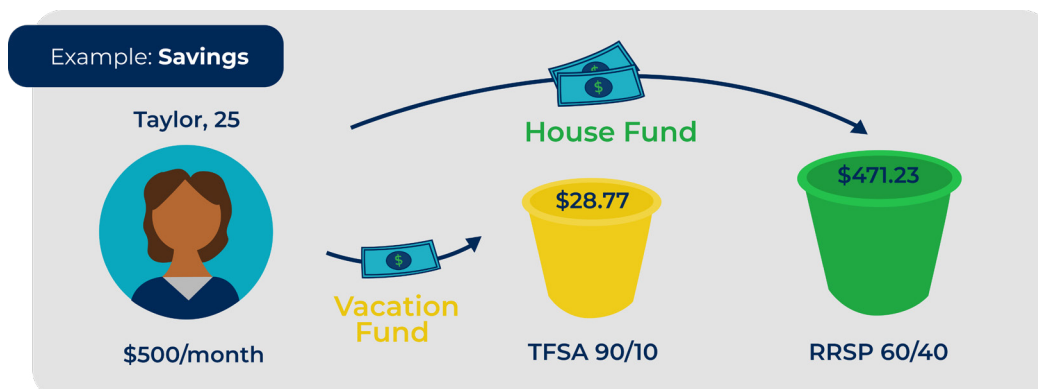 Example: Savings
Taylor, 25
$500/month
House Fund
$
$
$
Vacation
Fund
$28.77
TFSA 90/10
$471.23
RRSP 60/40